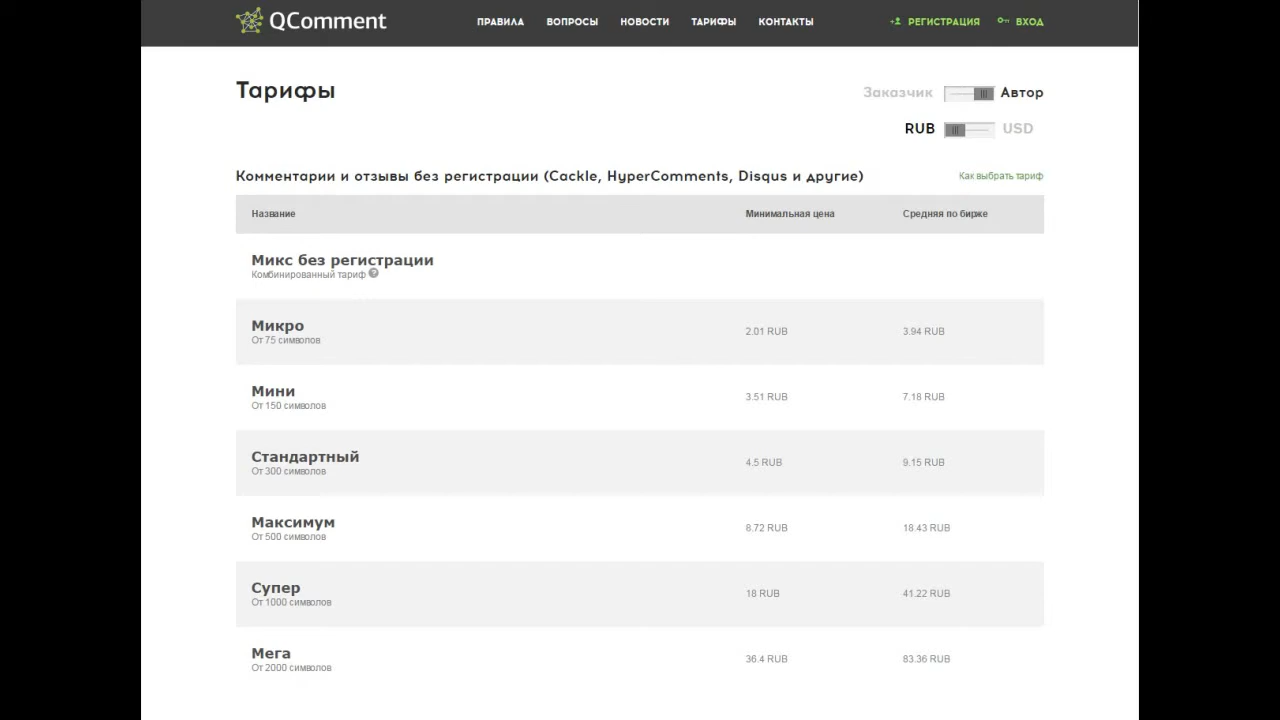 QComment
ПРАВИЛА ВОПРОСЫ НОВОСТИ ТАРИФЫ КОНТАКТЫ РЕГИСТРАЦИЯ ВХОД
Тарифы
Заказчик Автор
RUB USD
Комментарии и отзывы без регистрации (Cackle, HyperComments, Disqus и другие) Как выбрать тариф
Название Минимальная цена Средняя по бирже
Микс без регистрации
Комбинированный тариф ?
Микро
От 75 символов 2.01 RUB 3.94 RUB
Мини
От 150 символов 3.51 RUB 7.18 RUB
Стандартный
От 300 символов 4.5 RUB 9.15 RUB
Максимум
От 500 символов 8.72 RUB 18.43 RUB
Супер
От 1000 символов 18 RUB 41.22 RUB
Мега
От 2000 символов 36.4 RUB 83.36 RUB